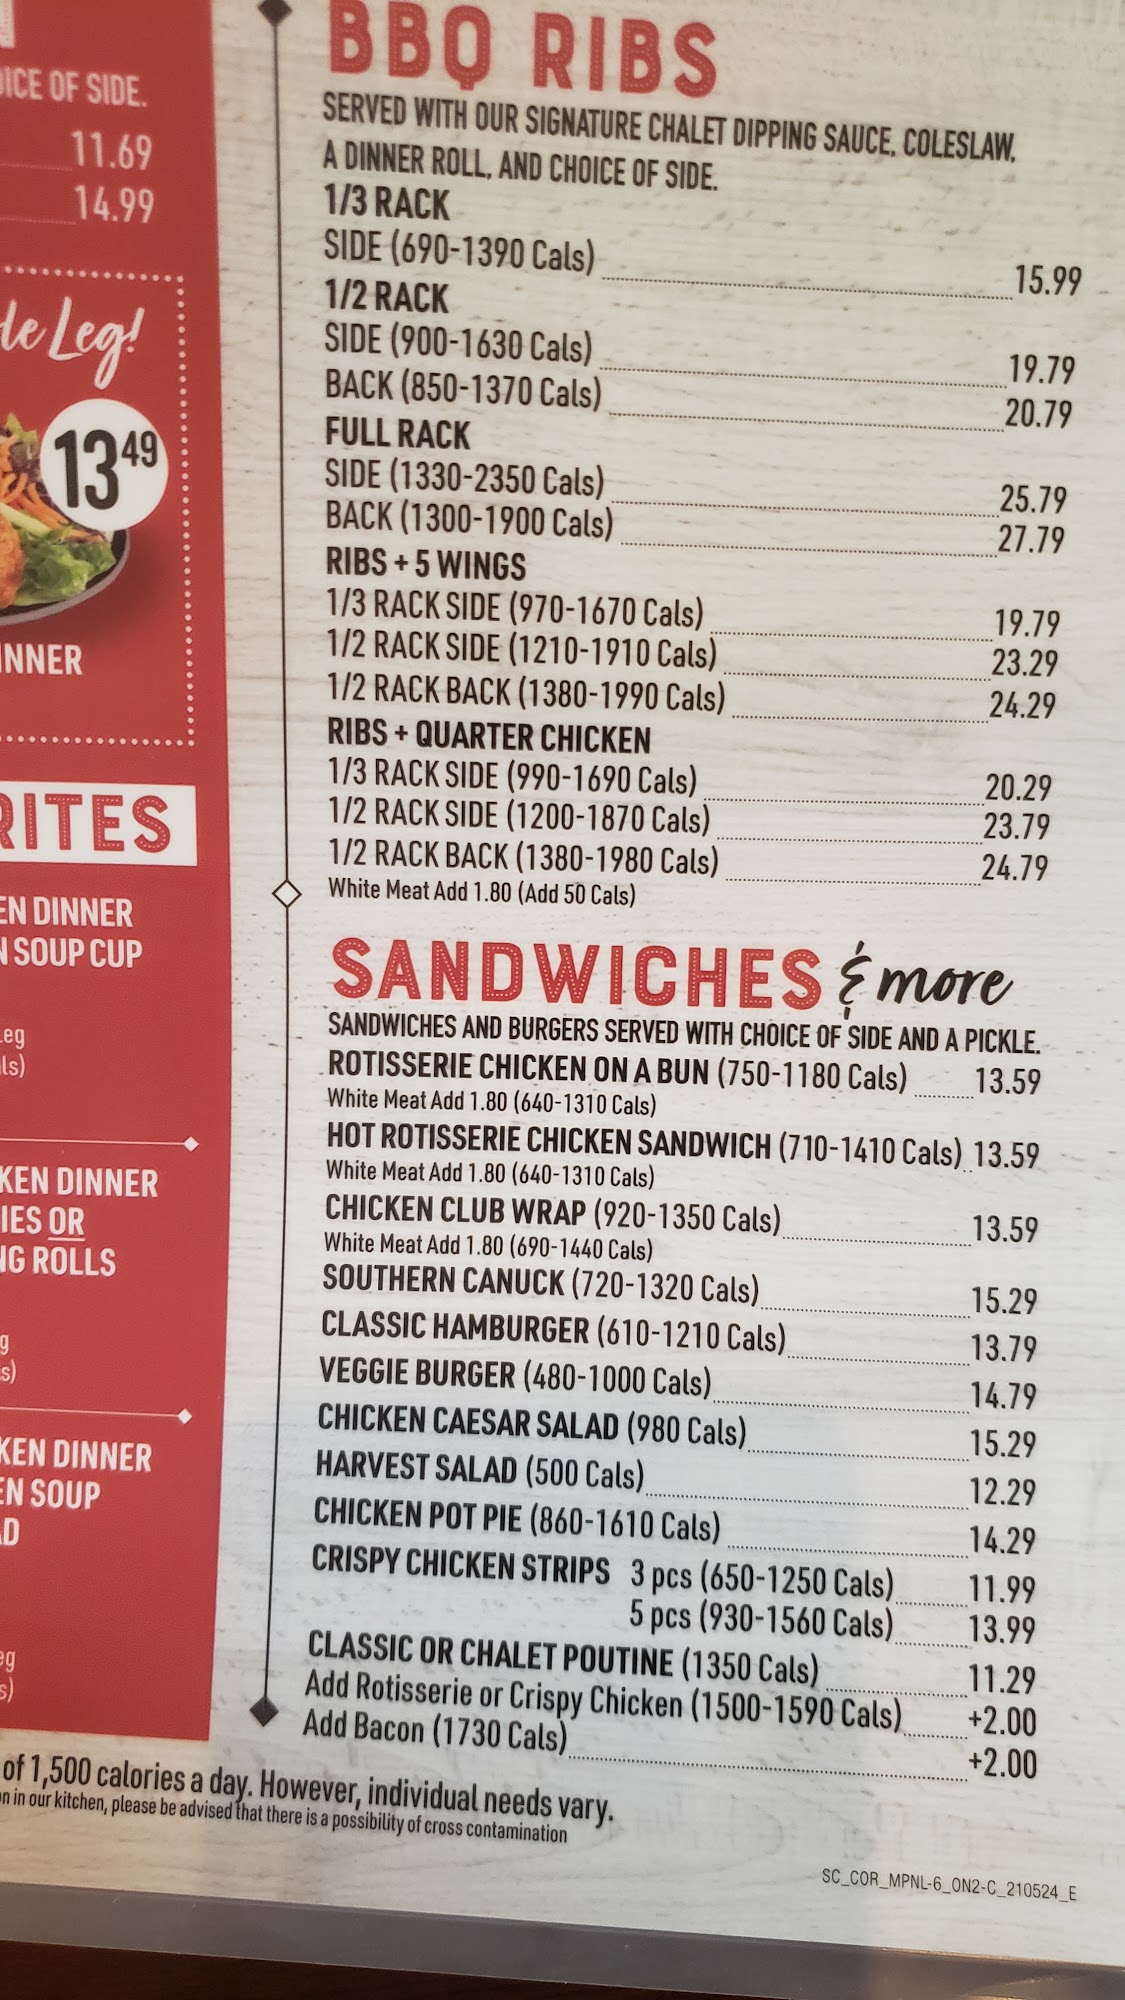 OICE OF SIDE.
11.69
14.99
Leg!
13 49
INNER
RITES
EN DINNER
N SOUP CUP
Leg
KEN DINNER
IES OR
NG ROLLS
KEN DINNER
EN SOUP
BBQ RIBS
SERVED WITH OUR SIGNATURE CHALET DIPPING SAUCE, COLESLAW,
A DINNER ROLL, AND CHOICE OF SIDE.
1/3 RACK
SIDE (690-1390 Cals) 15.99
1/2 RACK
SIDE (900-1630 Cals) 19.79
BACK (850-1370 Cals) 20.79
FULL RACK
SIDE (1330-2350 Cals) 25.79
BACK (1300-1900 Cals) 27.79
RIBS + 5 WINGS
1/3 RACK SIDE (970-1670 Cals) 19.79
1/2 RACK SIDE (1210-1910 Cals) 23.29
1/2 RACK BACK (1380-1990 Cals) 24.29
RIBS + QUARTER CHICKEN
1/3 RACK SIDE (990-1690 Cals) 20.29
1/2 RACK SIDE (1200-1870 Cals) 23.79
1/2 RACK BACK (1380-1980 Cals) 24.79
White Meat Add 1.80 (Add 50 Cals)
SANDWICHES & more
SANDWICHES AND BURGERS SERVED WITH CHOICE OF SIDE AND A PICKLE.
ROTISSERIE CHICKEN ON A BUN (750-1180 Cals) 13.59
White Meat Add 1.80 (640-1310 Cals)
HOT ROTISSERIE CHICKEN SANDWICH (710-1410 Cals) 13.59
White Meat Add 1.80 (640-1310 Cals)
CHICKEN CLUB WRAP (920-1350 Cals) 13.59
White Meat Add 1.80 (690-1440 Cals)
SOUTHERN CANUCK (720-1320 Cals) 15.29
CLASSIC HAMBURGER (610-1210 Cals) 13.79
VEGGIE BURGER (480-1000 Cals) 14.79
CHICKEN CAESAR SALAD (980 Cals) 15.29
HARVEST SALAD (500 Cals) 12.29
CHICKEN POT PIE (860-1610 Cals) 14.29
CRISPY CHICKEN STRIPS 3 pcs (650-1250 Cals) 11.99
5 pcs (930-1560 Cals) 13.99
CLASSIC OR CHALET POUTINE (1350 Cals) 11.29
Add Rotisserie or Crispy Chicken (1500-1590 Cals) +2.00
Add Bacon (1730 Cals) +2.00
of 1,500 calories a day. However, individual needs vary.
n in our kitchen, please be advised that there is a possibility of cross contamination
SC_COR_MPNL-6_ON2-C_210524_E